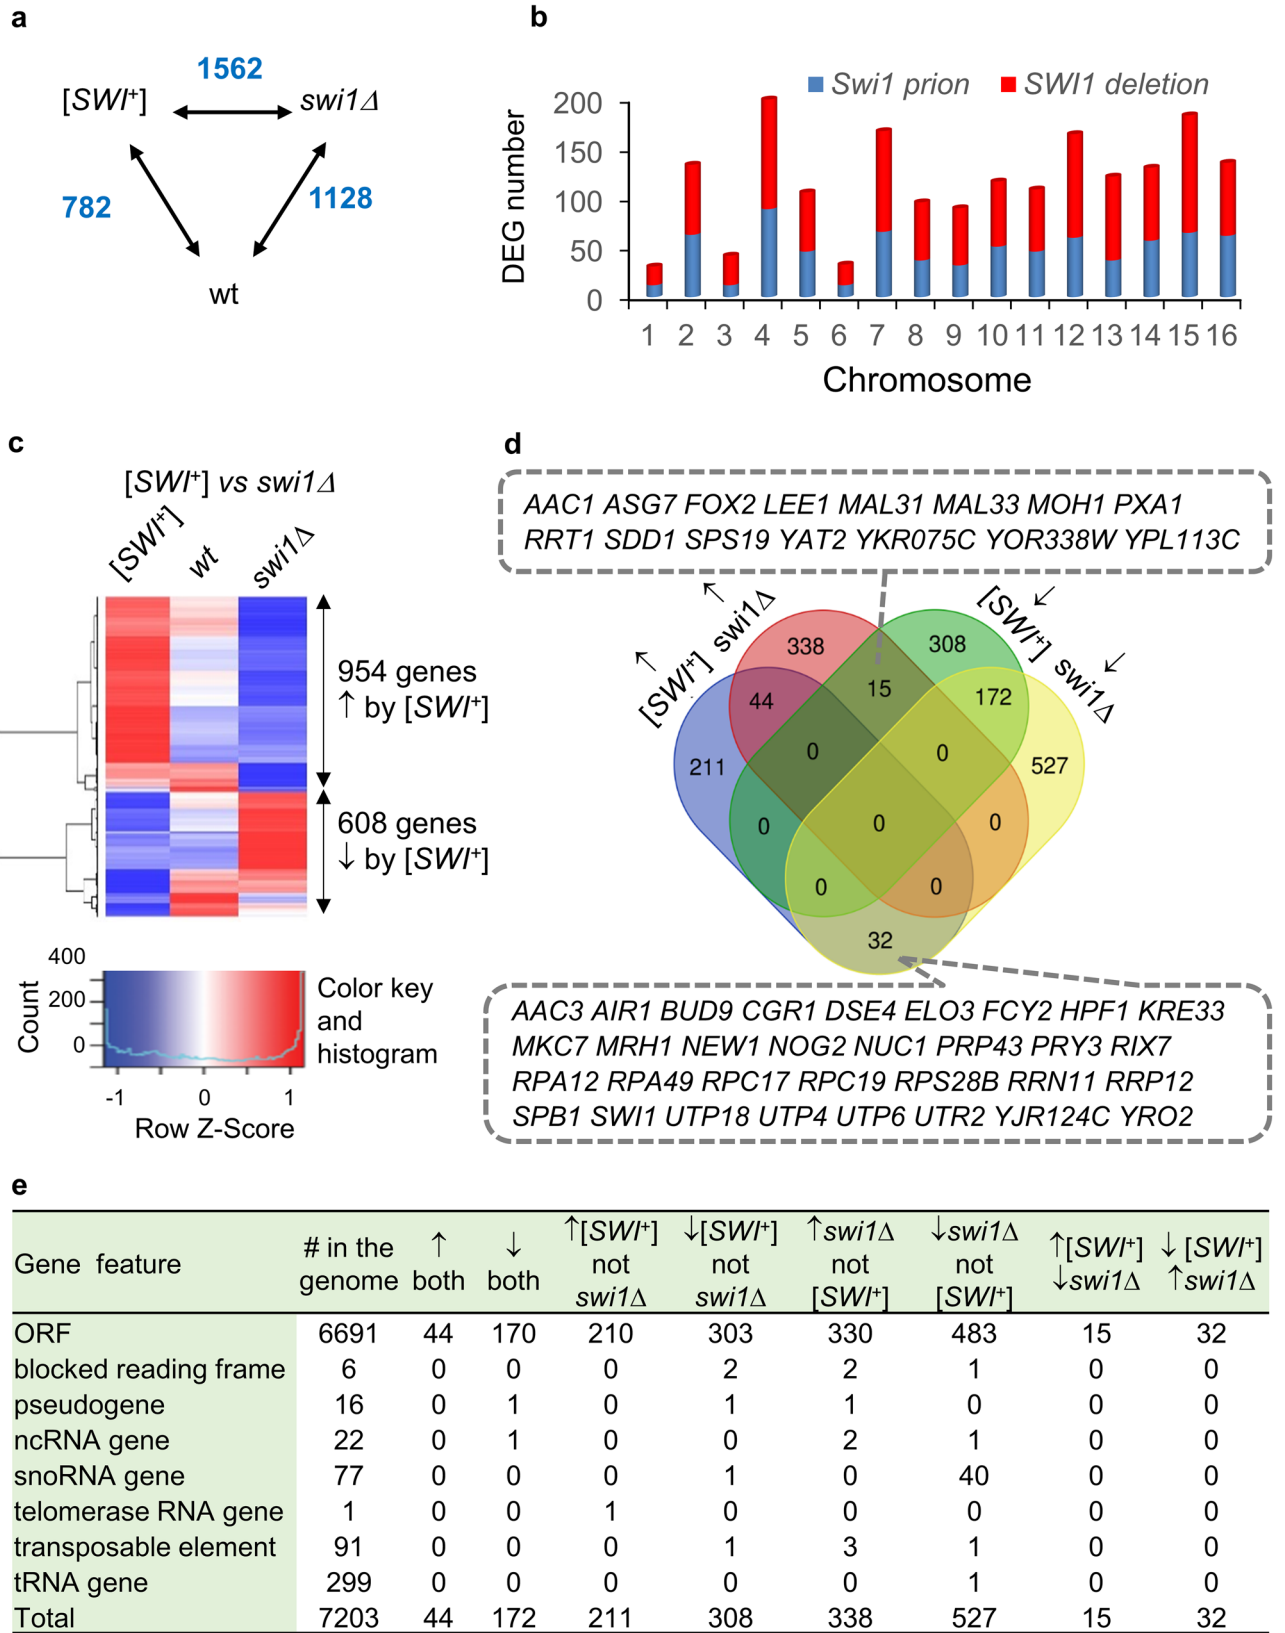 a
1562
[SWI⁺] swi1Δ
782
1128
wt
b
Swi1 prion SWI1 deletion
DEG number
200
150
100
50
0
1 2 3 4 5 6 7 8 9 10 11 12 13 14 15 16
Chromosome
c
[SWI⁺] vs swi1Δ
[SWI⁺] wt swi1Δ
954 genes
↑ by [SWI⁺]
608 genes
↓ by [SWI⁺]
400
200
0
Count
Color key
and
histogram
-1 0 1
Row Z-Score
d
AAC1 ASG7 FOX2 LEE1 MAL31 MAL33 MOH1 PXA1
RRT1 SDD1 SPS19 YAT2 YKR075C YOR338W YPL113C
↑ [SWI⁺]
↑ swi1Δ
↓ [SWI⁺]
↓ swi1Δ
338 308
44 15 172
211 0 0 527
0 0 0
0 0
32
AAC3 AIR1 BUD9 CGR1 DSE4 ELO3 FCY2 HPF1 KRE33
MKC7 MRH1 NEW1 NOG2 NUC1 PRP43 PRY3 RIX7
RPA12 RPA49 RPC17 RPC19 RPS28B RRN11 RRP12
SPB1 SWI1 UTP18 UTP4 UTP6 UTR2 YJR124C YRO2
e
Gene feature # in the genome ↑ both ↓ both ↑[SWI⁺] not swi1Δ ↓[SWI⁺] not swi1Δ ↑swi1Δ not [SWI⁺] ↓swi1Δ not [SWI⁺] ↑[SWI⁺] ↓swi1Δ ↓ [SWI⁺] ↑swi1Δ
ORF 6691 44 170 210 303 330 483 15 32
blocked reading frame 6 0 0 0 2 2 1 0 0
pseudogene 16 0 1 0 1 1 0 0 0
ncRNA gene 22 0 1 0 0 2 1 0 0
snoRNA gene 77 0 0 0 1 0 40 0 0
telomerase RNA gene 1 0 0 1 0 0 0 0 0
transposable element 91 0 0 0 1 3 1 0 0
tRNA gene 299 0 0 0 0 0 1 0 0
Total 7203 44 172 211 308 338 527 15 32